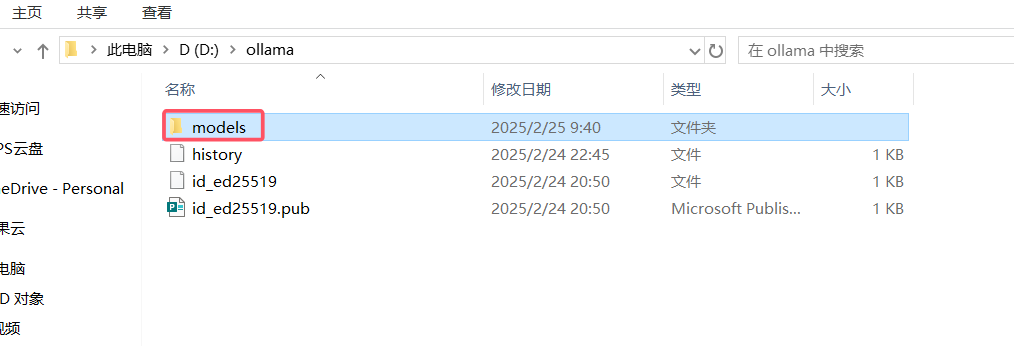 主页 共享 查看
此电脑 D (D:) ollama 在 ollama 中搜索
名称 修改日期 类型 大小
速访问
models 2025/2/25 9:40 文件夹
PS云盘
history 2025/2/24 22:45 文件 1 KB
id_ed25519 2025/2/24 20:50 文件 1 KB
neDrive - Personal
id_ed25519.pub 2025/2/24 20:50 Microsoft Publis... 1 KB
果云
电脑
D 对象
视频